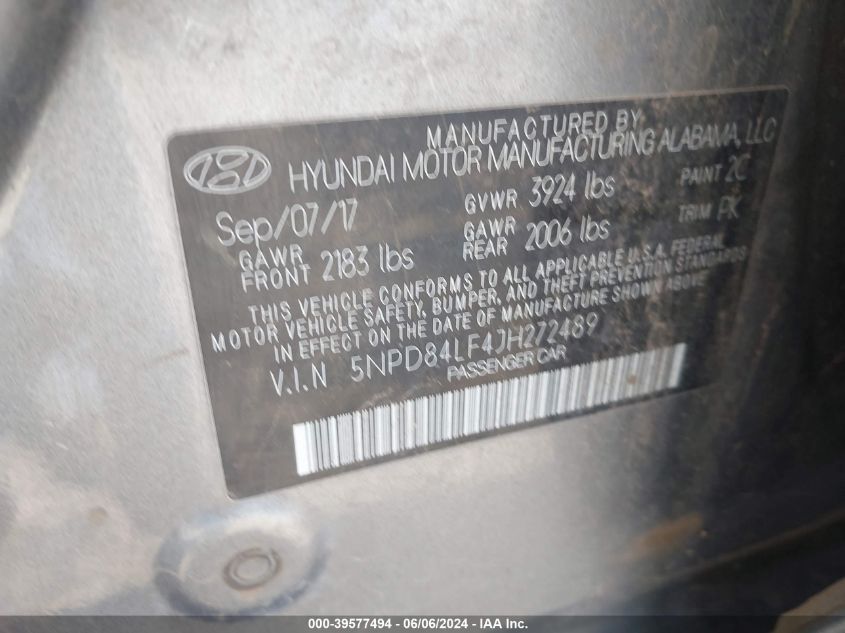 MANUFACTURED BY
HYUNDAI MOTOR MANUFACTURING ALABAMA, LLC
Sep/07/17 GVWR 3924 lbs PAINT 2C
GAWR FRONT 2183 lbs GAWR REAR 2006 lbs TRIM PK
THIS VEHICLE CONFORMS TO ALL APPLICABLE U.S.A. FEDERAL
MOTOR VEHICLE SAFETY, BUMPER, AND THEFT PREVENTION STANDARDS
IN EFFECT ON THE DATE OF MANUFACTURE SHOWN ABOVE
V.I.N 5NPD84LF4JH272489
PASSENGER CAR
000-39577494 - 06/06/2024 - IAA Inc.